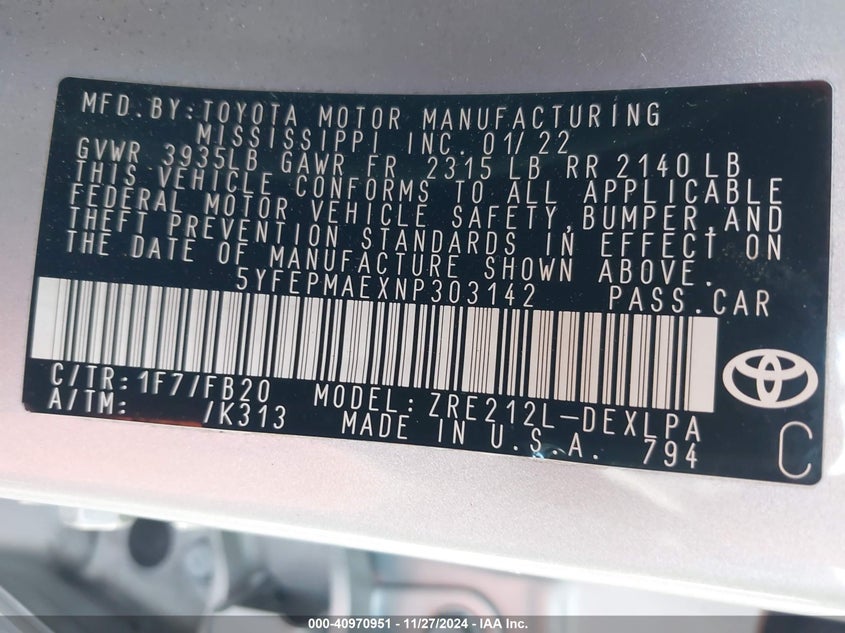 MFD.BY:TOYOTA MOTOR MANUFACTURING
MISSISSIPPI INC. 01/22
GVWR 3935LB GAWR FR 2315 LB RR 2140 LB
THIS VEHICLE CONFORMS TO ALL APPLICABLE
FEDERAL MOTOR VEHICLE SAFETY,BUMPER,AND
THEFT PREVENTION STANDARDS IN EFFECT ON
THE DATE OF MANUFACTURE SHOWN ABOVE.
5YFEPMAEXNP303142 PASS.CAR
C/TR:1F7/FB20 MODEL:ZRE212L-DEXLPA
A/TM: /K313 MADE IN U.S.A. 794
C
000-40970951 | 11/27/2024 - IAA Inc.